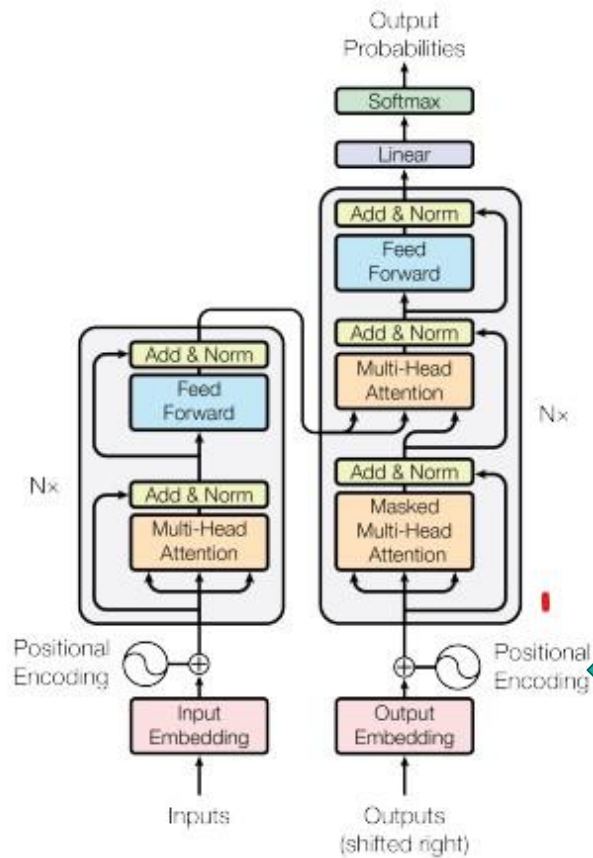 Output
Probabilities
Softmax
Linear
Add & Norm
Feed
Forward
Add & Norm
Multi-Head
Attention
Add & Norm
Masked
Multi-Head
Attention
Nx
Add & Norm
Feed
Forward
Add & Norm
Multi-Head
Attention
Nx
Positional
Encoding
Positional
Encoding
Input
Embedding
Output
Embedding
Inputs
Outputs
(shifted right)